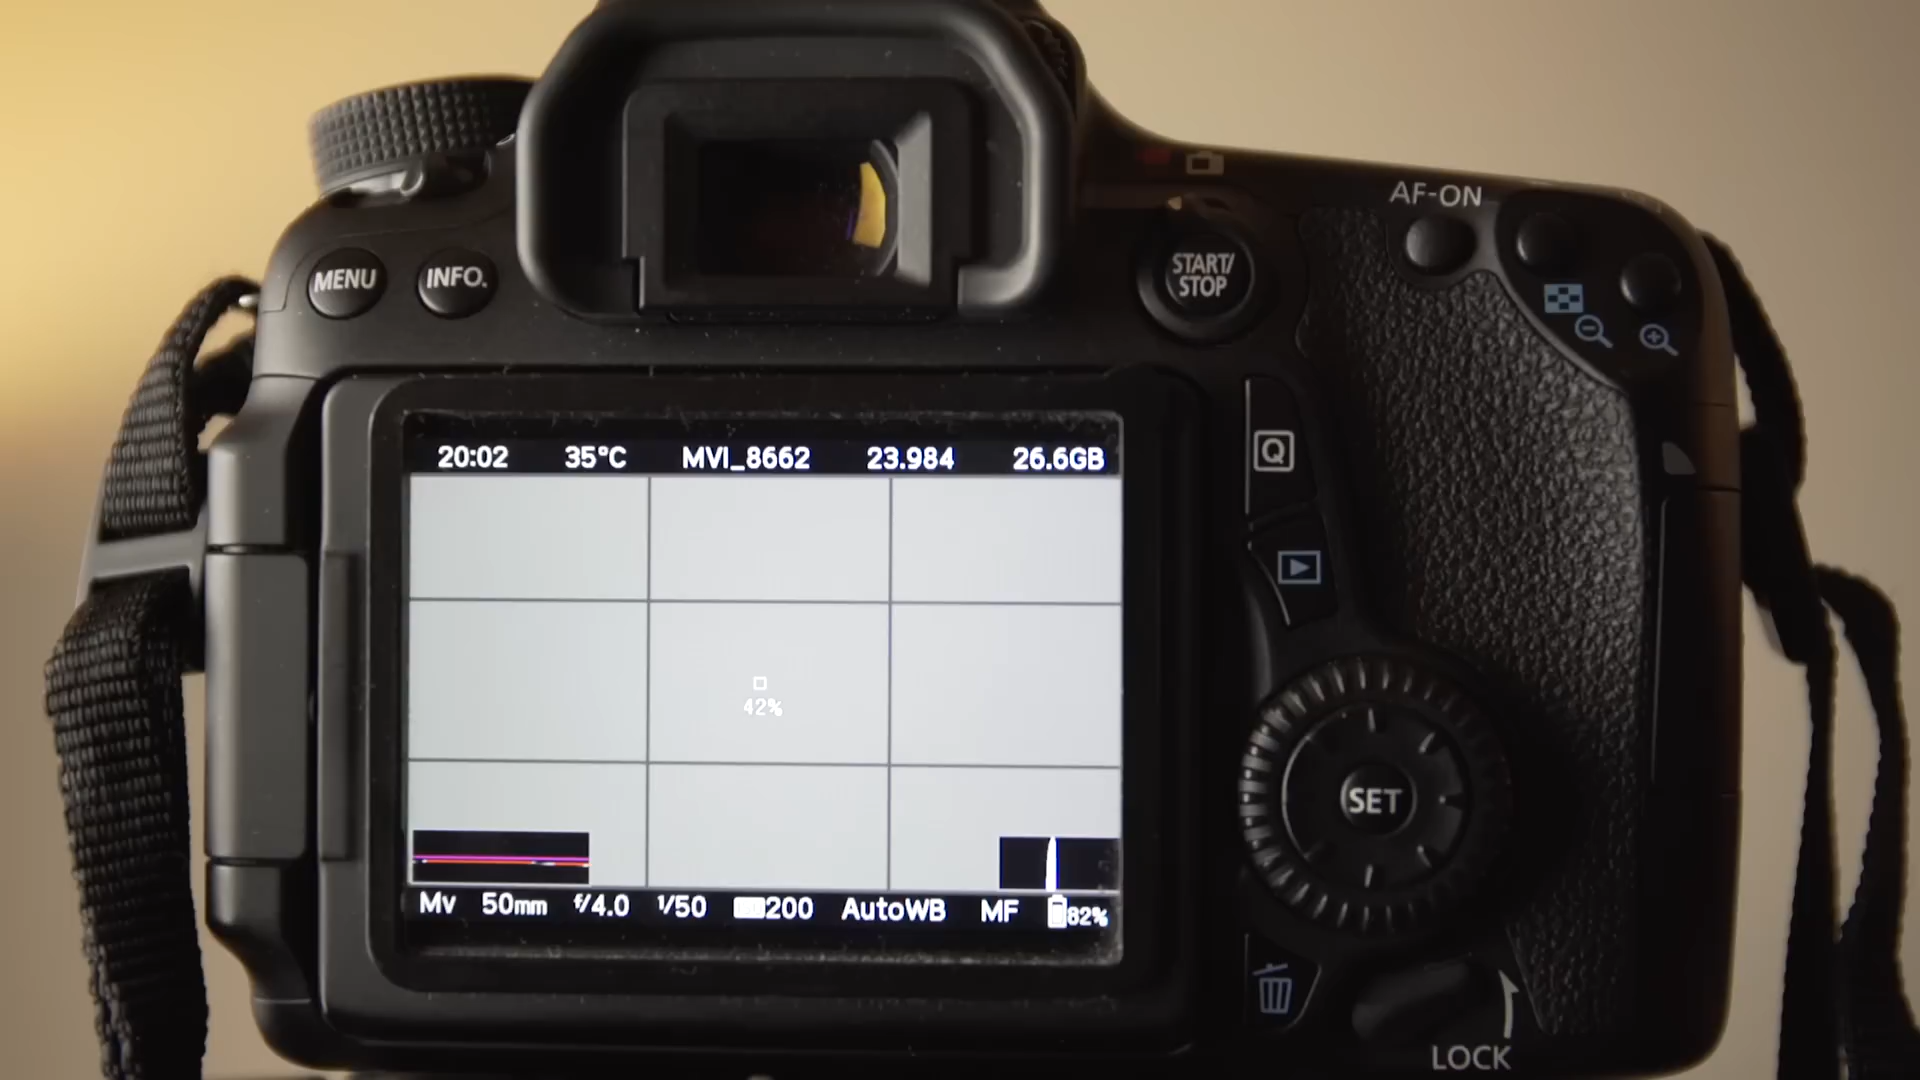 AF-ON
MENU INFO. START/
STOP
20:02 35°C MVI_8662 23.984 26.6GB
Q
42%
SET
Mv 50mm f/4.0 1/50 ISO200 AutoWB MF 82%
LOCK